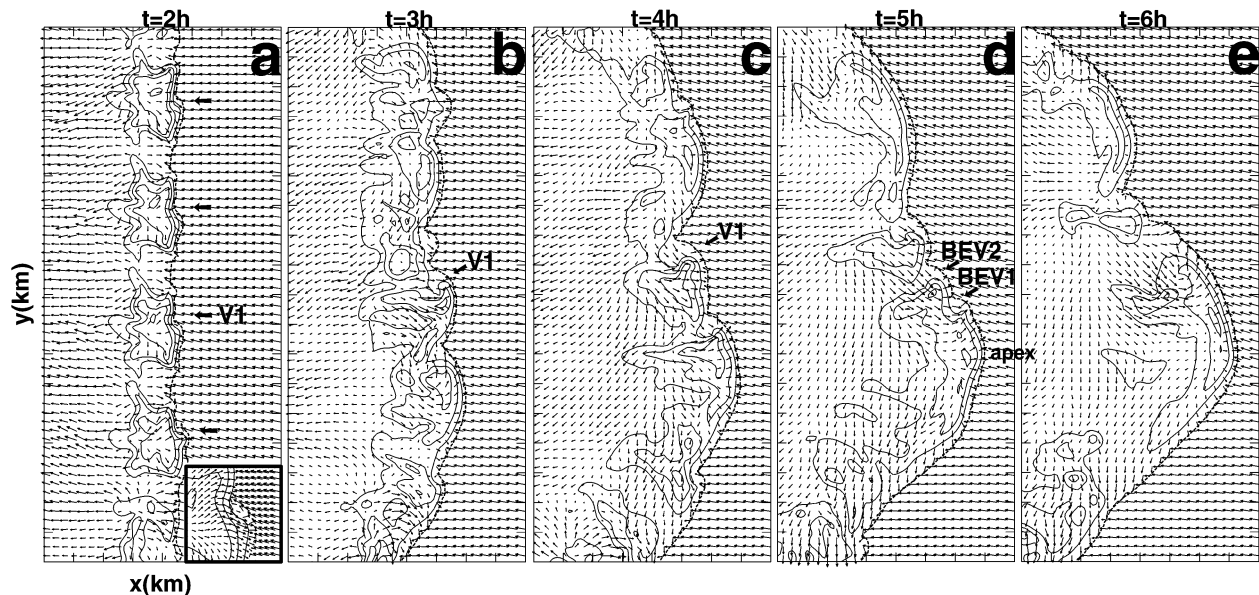 t=2h
t=3h
t=4h
t=5h
t=6h
a
b
c
d
e
V1
V1
V1
BEV2
BEV1
apex
y(km)
x(km)